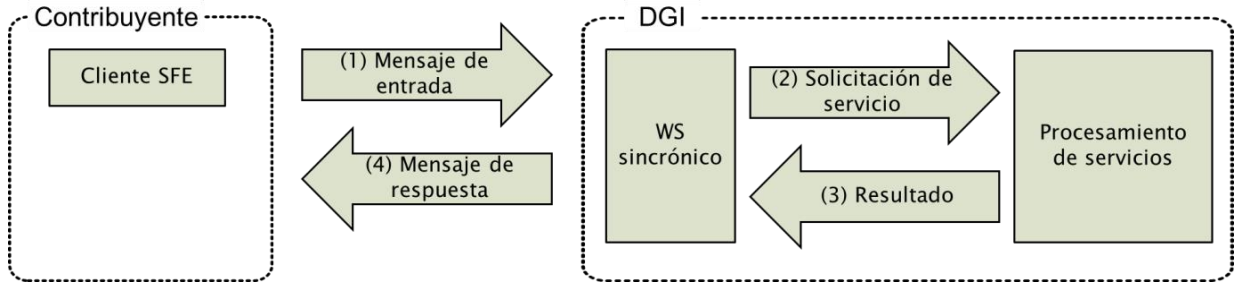 Contribuyente
DGI
Cliente SFE
(1) Mensaje de
entrada
(4) Mensaje de
respuesta
WS
sincrónico
(2) Solicitación de
servicio
(3) Resultado
Procesamiento
de servicios